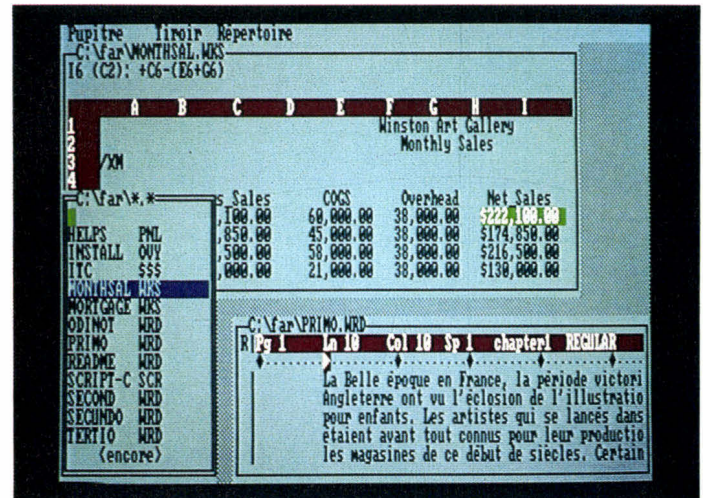 Pupitre Tiroir Répertoire
C:\far\MONTHSAL.WKS
I6 (C2): +C6-(E6+G6)
A B C D E F G H I
1 Winston Art Gallery
2 Monthly Sales
3 /XM
4
s Sales COGS Overhead Net Sales
,100.00 60,000.00 38,000.00 $222,100.00
,850.00 45,000.00 38,000.00 $174,850.00
,500.00 58,000.00 38,000.00 $216,500.00
,000.00 21,000.00 38,000.00 $130,000.00
C:\far\*.*
HELPS PNL
INSTALL OVY
ITC $$$
MONTHSAL WKS
MORTGAGE WKS
ODINOT WRD
PRIMO WRD
README WRD
SCRIPT-C SCR
SECOND WRD
SECUNDO WRD
TERTIO WRD
(encore)
C:\far\PRIMO.WRD
R Pg 1 Ln 10 Col 10 Sp 1 chapter1 REGULAR
La Belle époque en France, la période victori
Angleterre ont vu l'éclosion de l'illustratio
pour enfants. Les artistes qui se lancés dans
étaient avant tout connus pour leur productio
les magasines de ce début de siècles. Certain